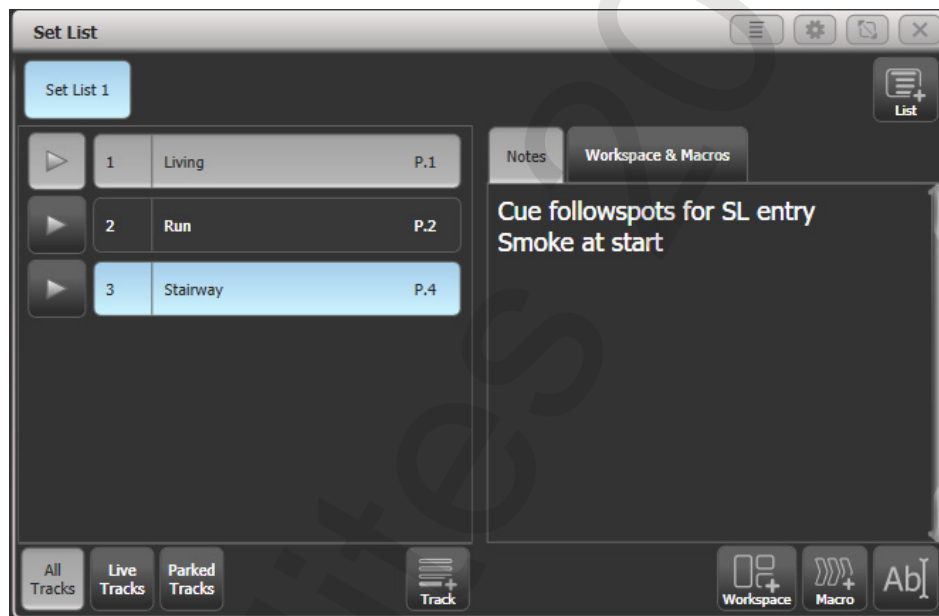 Set List
Set List 1
List
1 Living P.1
2 Run P.2
3 Stairway P.4
Notes
Workspace & Macros
Cue followspots for SL entry
Smoke at start
All
Tracks
Live
Tracks
Parked
Tracks
Track
Workspace
Macro
Ab